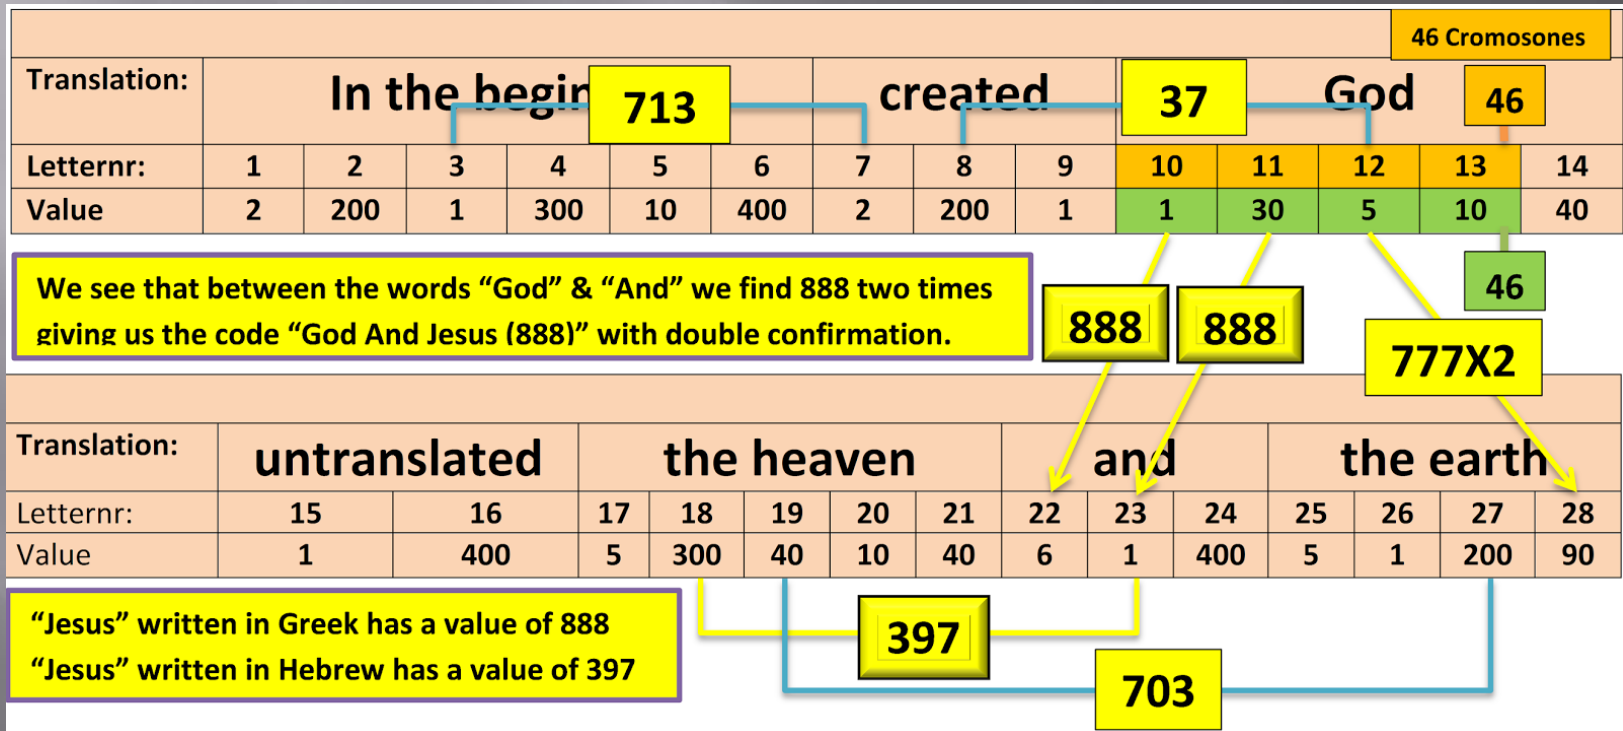 46 Cromosones
Translation: In the begin created God
713 37 46
Letternr: 1 2 3 4 5 6 7 8 9 10 11 12 13 14
Value 2 200 1 300 10 400 2 200 1 1 30 5 10 40
We see that between the words “God” & “And” we find 888 two times
giving us the code “God And Jesus (888)” with double confirmation.
46
888 888
777X2
Translation: untranslated the heaven and the earth
Letternr: 15 16 17 18 19 20 21 22 23 24 25 26 27 28
Value 1 400 5 300 40 10 40 6 1 400 5 1 200 90
“Jesus” written in Greek has a value of 888
“Jesus” written in Hebrew has a value of 397
397
703